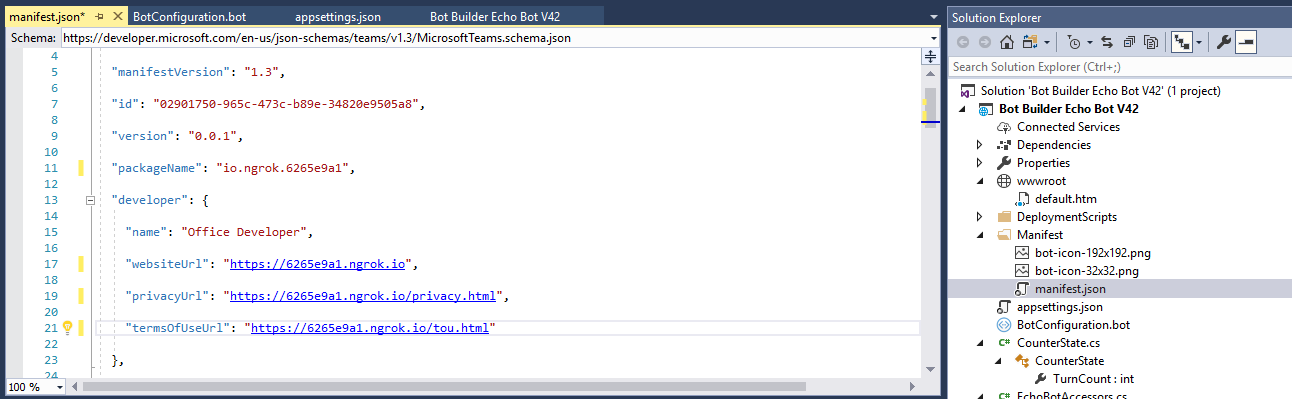 manifest.json*
BotConfiguration.bot
appsettings.json
Bot Builder Echo Bot V42
Schema: https://developer.microsoft.com/en-us/json-schemas/teams/v1.3/MicrosoftTeams.schema.json
4
5 "manifestVersion": "1.3",
6
7 "id": "02901750-965c-473c-b89e-34820e9505a8",
8
9 "version": "0.0.1",
10
11 "packageName": "io.ngrok.6265e9a1",
12
13 "developer": {
14
15 "name": "Office Developer",
16
17 "websiteUrl": "https://6265e9a1.ngrok.io",
18
19 "privacyUrl": "https://6265e9a1.ngrok.io/privacy.html",
20
21 "termsOfUseUrl": "https://6265e9a1.ngrok.io/tou.html"
22
23 },
24
100 %
Solution Explorer
Search Solution Explorer (Ctrl+;)
Solution 'Bot Builder Echo Bot V42' (1 project)
Bot Builder Echo Bot V42
Connected Services
Dependencies
Properties
wwwroot
default.htm
DeploymentScripts
Manifest
bot-icon-192x192.png
bot-icon-32x32.png
manifest.json
appsettings.json
BotConfiguration.bot
C# CounterState.cs
CounterState
TurnCount : int
C# EchoBotAccessors.cs